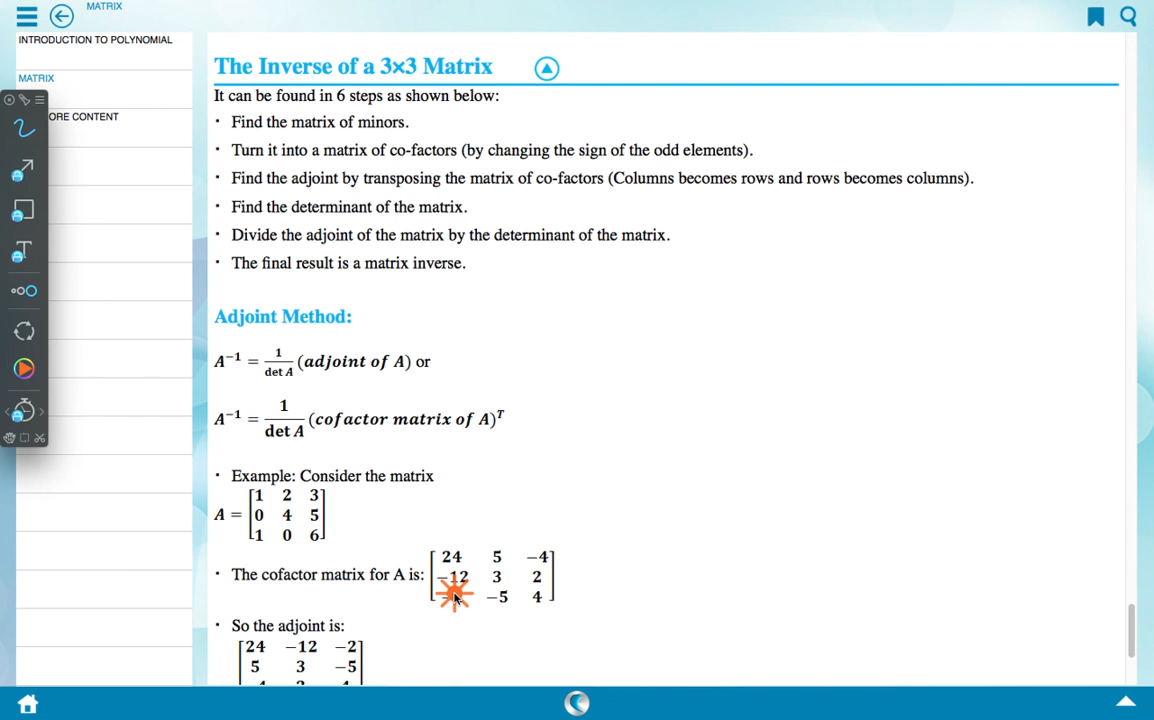 MATRIX
INTRODUCTION TO POLYNOMIAL
MATRIX
ORE CONTENT
The Inverse of a 3×3 Matrix
It can be found in 6 steps as shown below:
· Find the matrix of minors.
· Turn it into a matrix of co-factors (by changing the sign of the odd elements).
· Find the adjoint by transposing the matrix of co-factors (Columns becomes rows and rows becomes columns).
· Find the determinant of the matrix.
· Divide the adjoint of the matrix by the determinant of the matrix.
· The final result is a matrix inverse.
Adjoint Method:
A⁻¹ = 1/det A (adjoint of A) or
A⁻¹ = 1/det A (cofactor matrix of A)ᵀ
· Example: Consider the matrix
A = [1 2 3
0 4 5
1 0 6]
· The cofactor matrix for A is: [24 5 −4
−12 3 2
−5 4]
· So the adjoint is:
[24 −12 −2]
5 3 −5